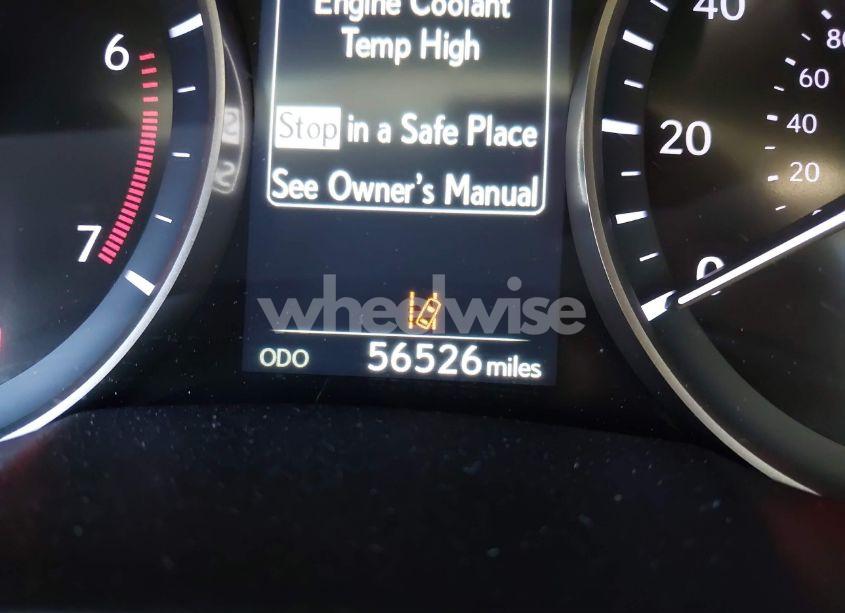 Engine Coolant
Temp High
Stop in a Safe Place
See Owner's Manual
wheelwise
ODO 56526 miles
6
7
40
20
0
80
60
40
20